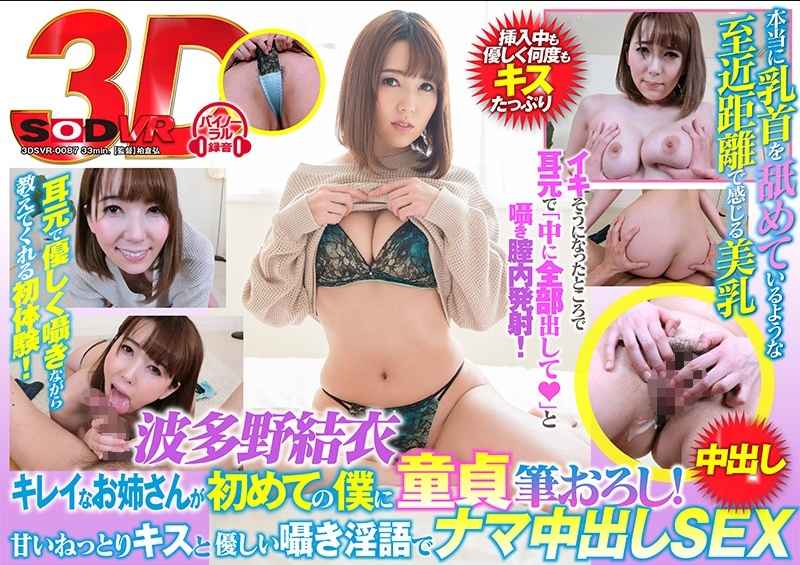 3D
SODVR
バイノーラル
録音
3DSVR-0087 33min. 【監督】柏倉弘
挿入中も
優しく何度も
キス
たっぷり
本当に乳首を舐めているような
至近距離で感じる美乳
イキそうになったところで
耳元で「中に全部出して♥」と
囁き膣内発射!
耳元で優しく囁きながら
教えてくれる初体験!
波多野結衣
中出し
キレイなお姉さんが初めての僕に童貞筆おろし!
甘いねっとりキスと優しい囁き淫語でナマ中出しSEX